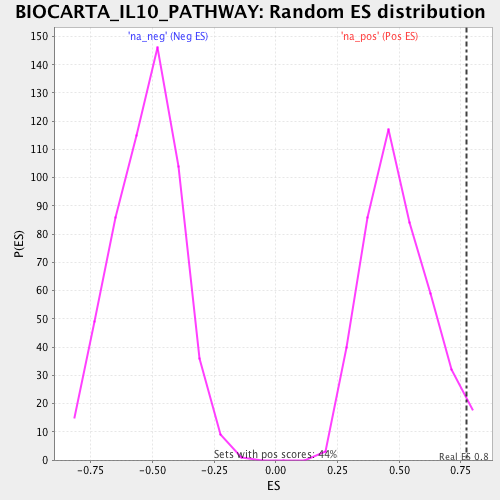 BIOCARTA_IL10_PATHWAY: Random ES distribution
'na_neg' (Neg ES) 'na_pos' (Pos ES)
150
140
130
120
110
100
90
80
70
60
50
40
30
20
10
0
P(ES)
Sets with pos scores: 44%
Real ES 0.8
-0.75 -0.50 -0.25 0.00 0.25 0.50 0.75
ES